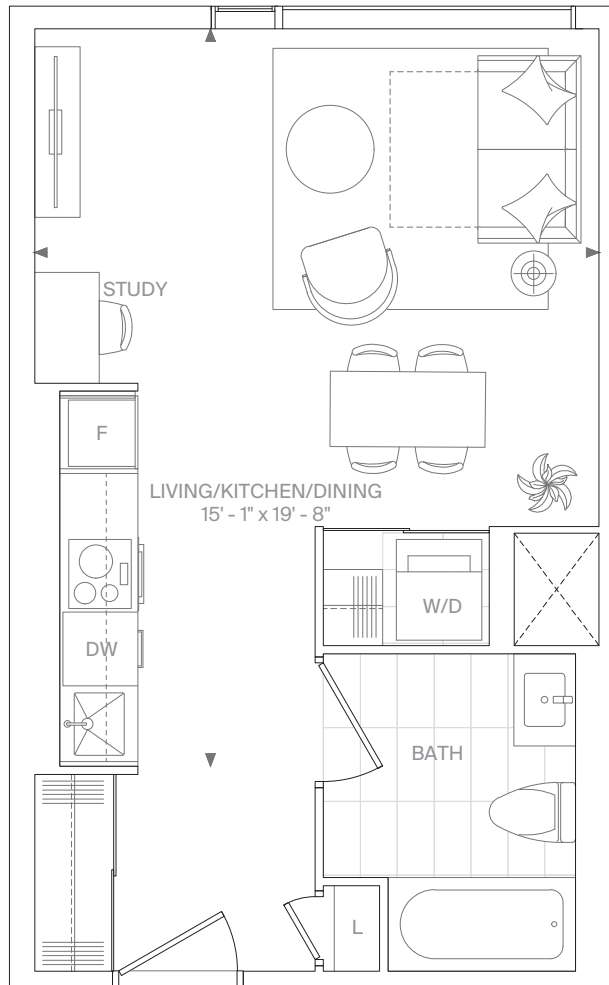 STUDY
F
LIVING/KITCHEN/DINING
15' - 1" x 19' - 8"
W/D
DW
BATH
L